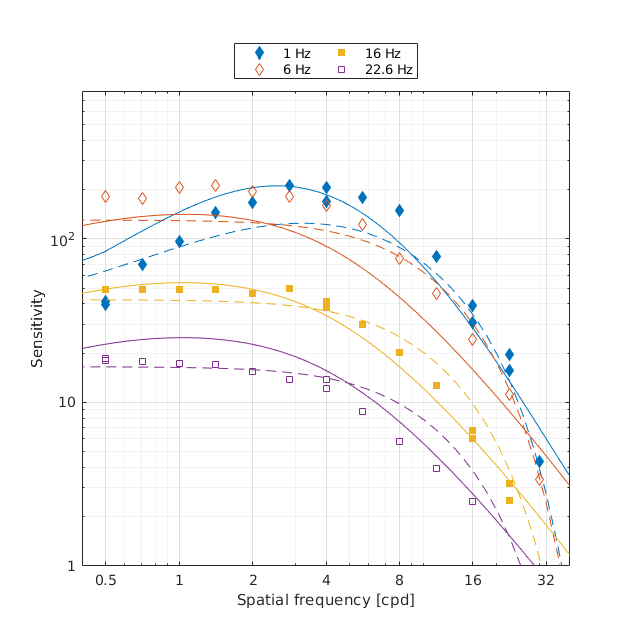 1 Hz 16 Hz
6 Hz 22.6 Hz
10²
10
1
Sensitivity
0.5 1 2 4 8 16 32
Spatial frequency [cpd]